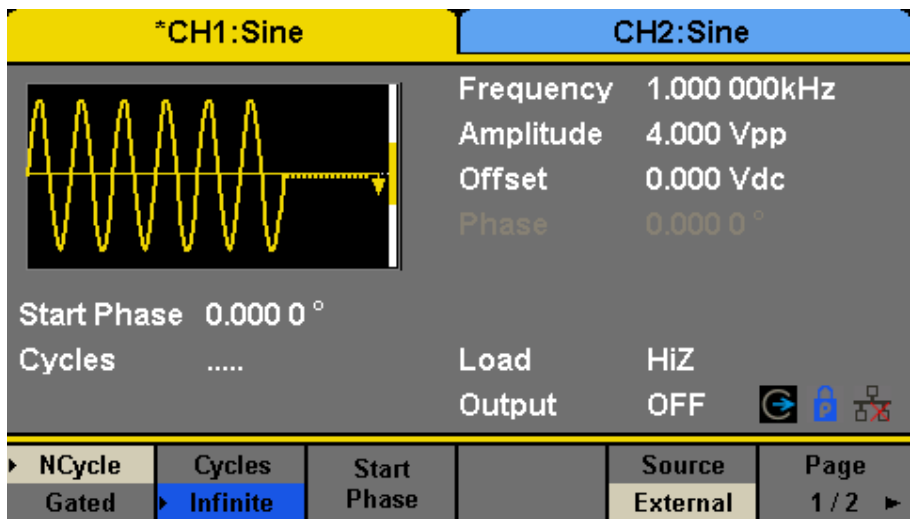 *CH1:Sine CH2:Sine
Frequency 1.000 000kHz
Amplitude 4.000 Vpp
Offset 0.000 Vdc
Phase 0.000 0 °
Start Phase 0.000 0 °
Cycles .....
Load HiZ
Output OFF P
NCycle Cycles Start Source Page
Gated Infinite Phase External 1 / 2